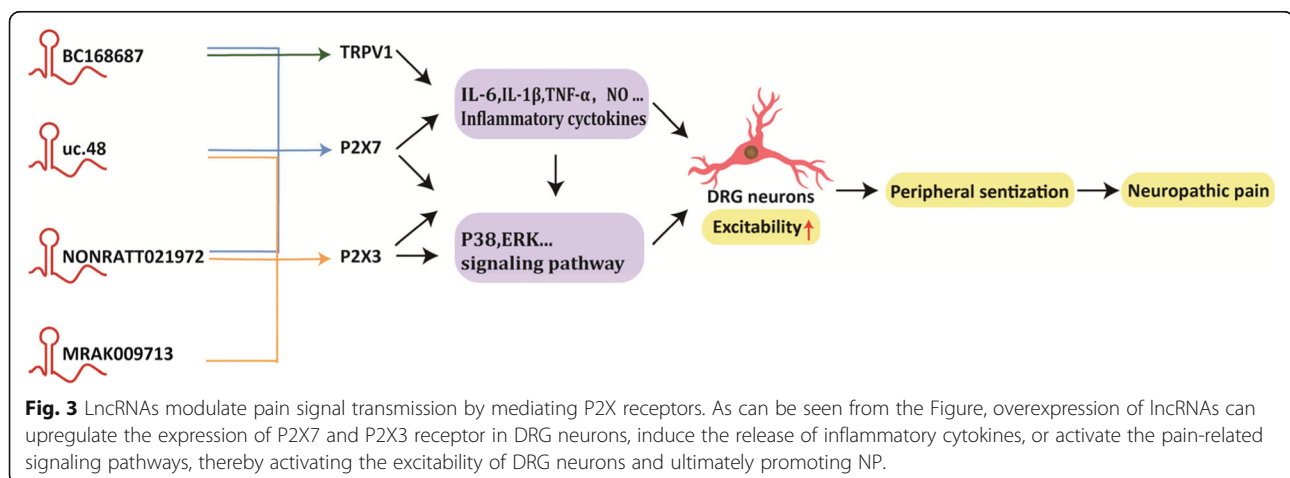 BC168687
TRPV1
IL-6,IL-1β,TNF-α, NO ...
Inflammatory cyctokines
uc.48
P2X7
DRG neurons
Excitability
Peripheral sentization
Neuropathic pain
NONRATT021972
P2X3
P38,ERK...
signaling pathway
MRAK009713
Fig. 3 LncRNAs modulate pain signal transmission by mediating P2X receptors. As can be seen from the Figure, overexpression of lncRNAs can
upregulate the expression of P2X7 and P2X3 receptor in DRG neurons, induce the release of inflammatory cytokines, or activate the pain-related
signaling pathways, thereby activating the excitability of DRG neurons and ultimately promoting NP.